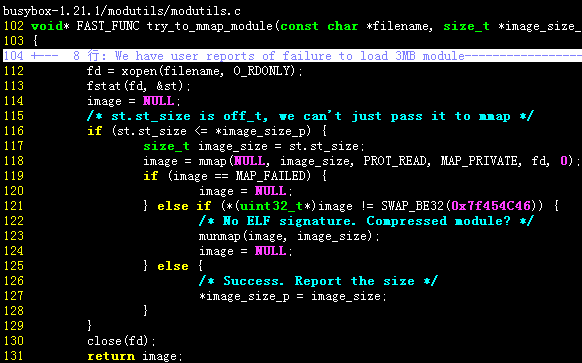 busybox-1.21.1/modutils/modutils.c
102 void* FAST_FUNC try_to_mmap_module(const char *filename, size_t *image_size_
103 {
104 +--- 8 行: We have user reports of failure to load 3MB module------------------
112 fd = xopen(filename, O_RDONLY);
113 fstat(fd, &st);
114 image = NULL;
115 /* st.st_size is off_t, we can't just pass it to mmap */
116 if (st.st_size <= *image_size_p) {
117 size_t image_size = st.st_size;
118 image = mmap(NULL, image_size, PROT_READ, MAP_PRIVATE, fd, 0);
119 if (image == MAP_FAILED) {
120 image = NULL;
121 } else if (*(uint32_t*)image != SWAP_BE32(0x7f454C46)) {
122 /* No ELF signature. Compressed module? */
123 munmap(image, image_size);
124 image = NULL;
125 } else {
126 /* Success. Report the size */
127 *image_size_p = image_size;
128 }
129 }
130 close(fd);
131 return image;